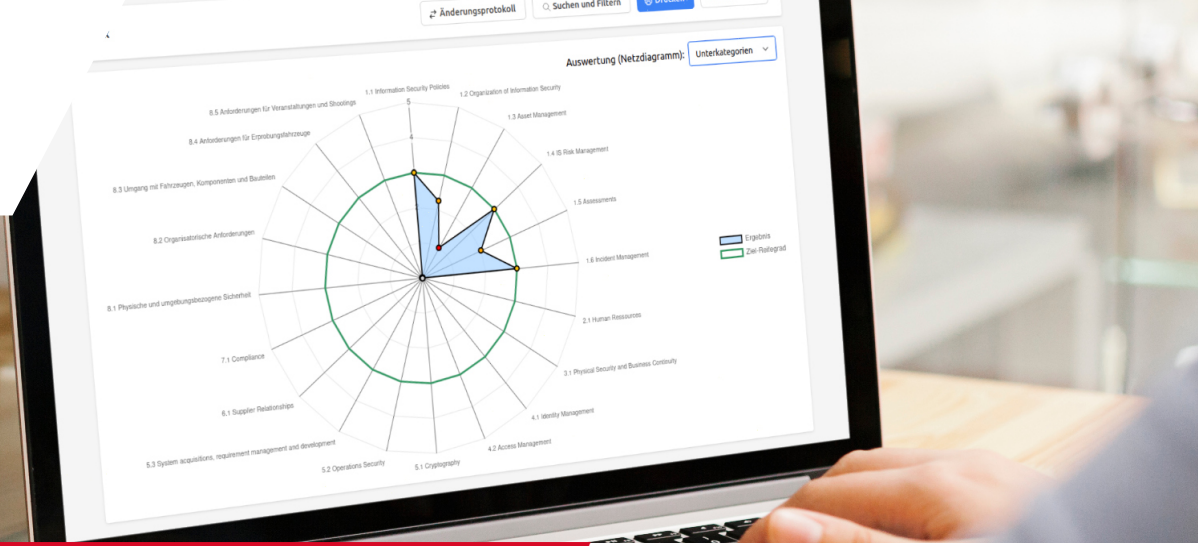 Änderungsprotokoll
Suchen und Filtern
Drucken
Auswertung (Netzdiagramm):
Unterkategorien
1.1 Information Security Policies
1.2 Organization of Information Security
1.3 Asset Management
1.4 IS Risk Management
1.5 Assessments
1.6 Incident Management
2.1 Human Ressources
3.1 Physical Security and Business Continuity
4.1 Identity Management
4.2 Access Management
5.1 Cryptography
5.2 Operations Security
5.3 System acquisitions, requirement management and development
6.1 Supplier Relationships
7.1 Compliance
8.1 Physische und umgebungsbezogene Sicherheit
8.2 Organisatorische Anforderungen
8.3 Umgang mit Fahrzeugen, Komponenten und Bauteilen
8.4 Anforderungen für Erprobungsfahrzeuge
8.5 Anforderungen für Veranstaltungen und Shootings
5
4
Ergebnis
Ziel-Reifegrad